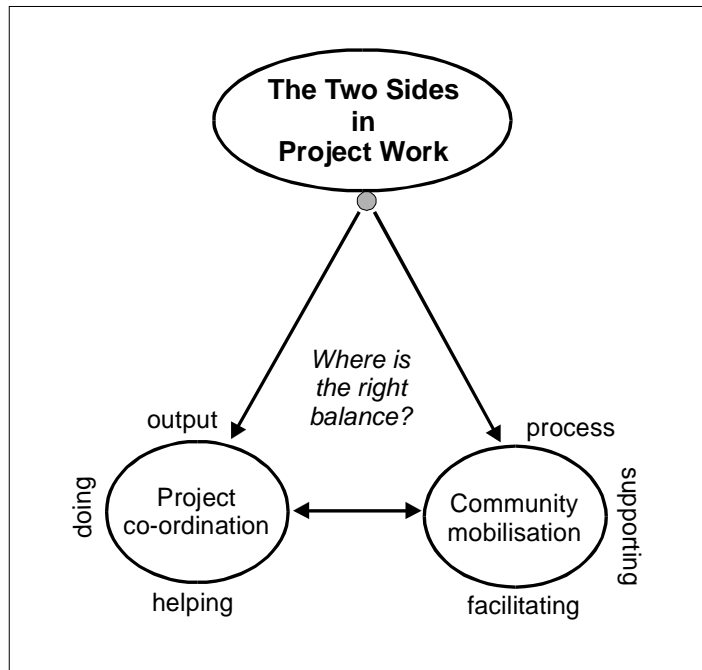 The Two Sides
in
Project Work
Where is
the right
balance?
output
process
doing
Project
co-ordination
Community
mobilisation
supporting
helping
facilitating